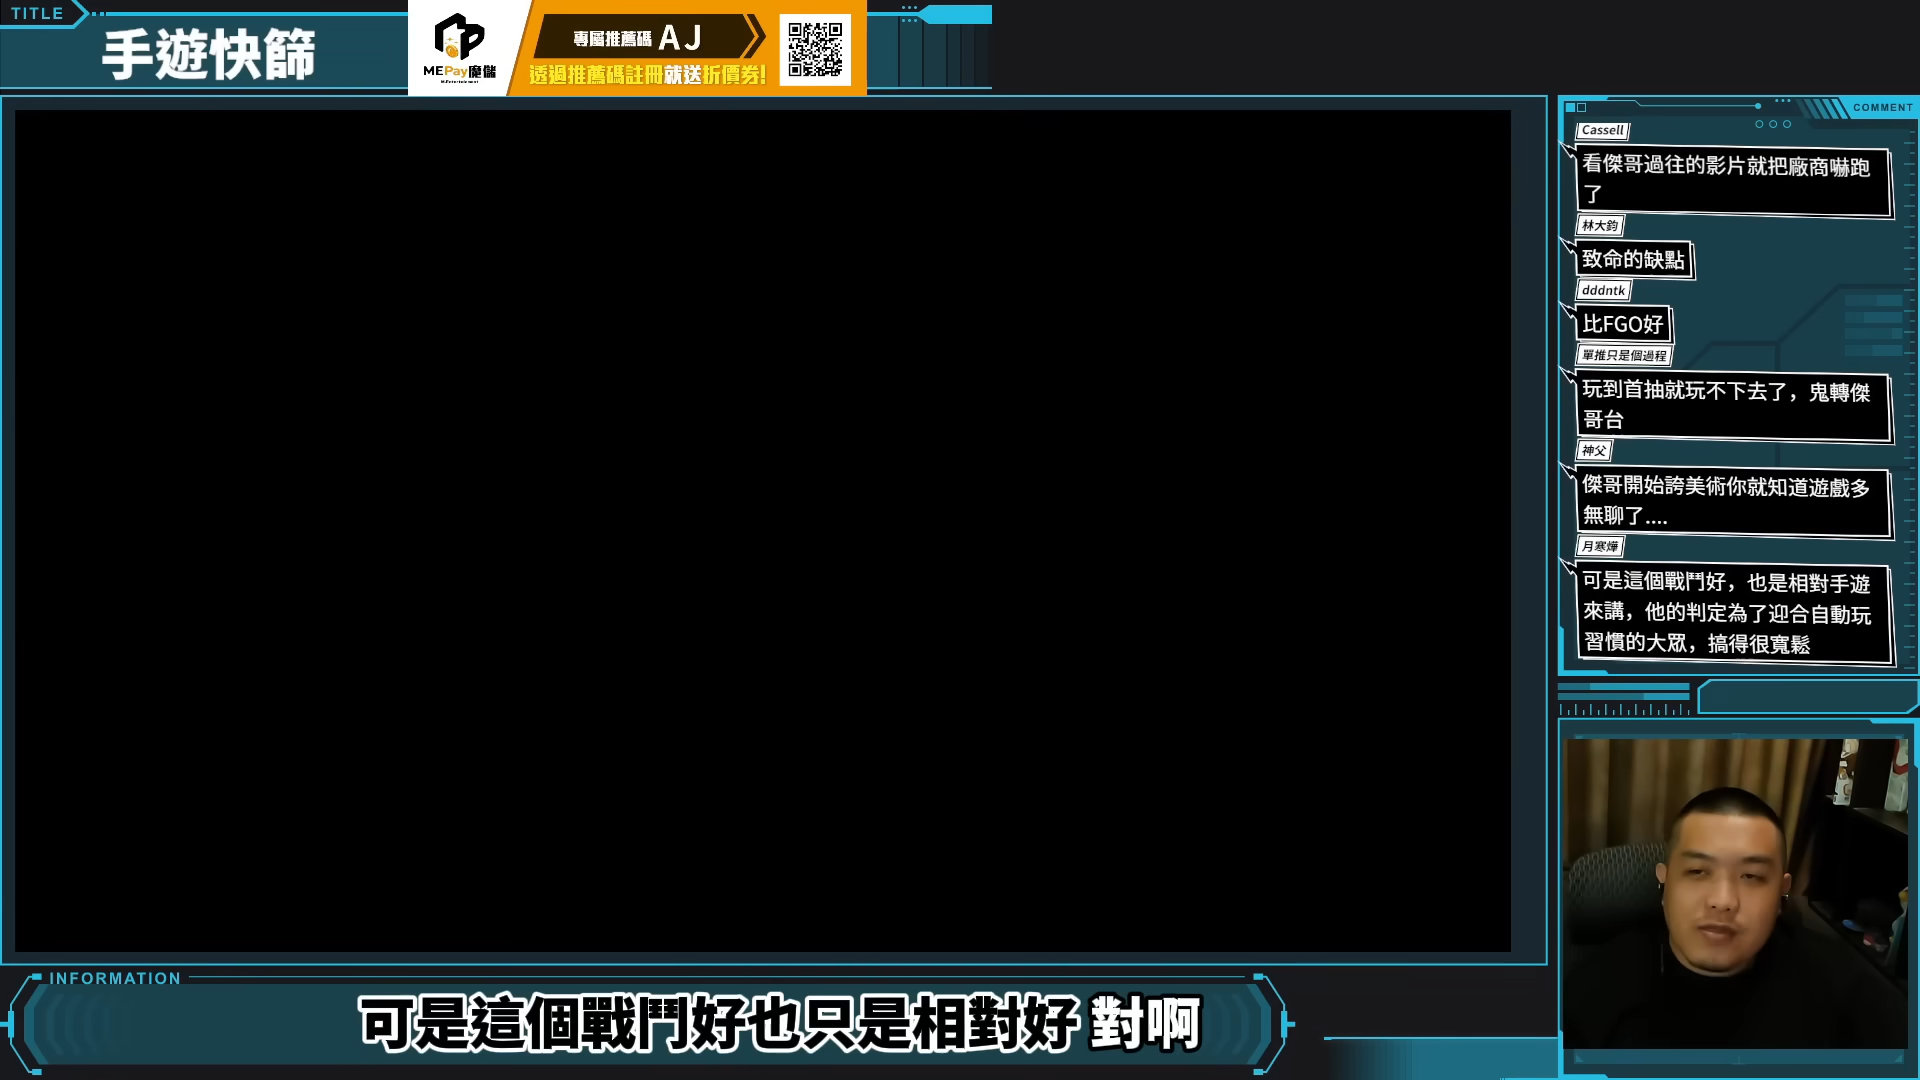 TITLE
手遊快篩
MEPay魔儲
專屬推薦碼 AJ
透過推薦碼註冊就送折價券!
COMMENT
Cassell
看傑哥過往的影片就把廠商嚇跑
了
林大鈞
致命的缺點
dddntk
比FGO好
單推只是個過程
玩到首抽就玩不下去了，鬼轉傑
哥台
神父
傑哥開始誇美術你就知道遊戲多
無聊了....
月寒燁
可是這個戰鬥好，也是相對手遊
來講，他的判定為了迎合自動玩
習慣的大眾，搞得很寬鬆
INFORMATION
可是這個戰鬥好也只是相對好 對啊